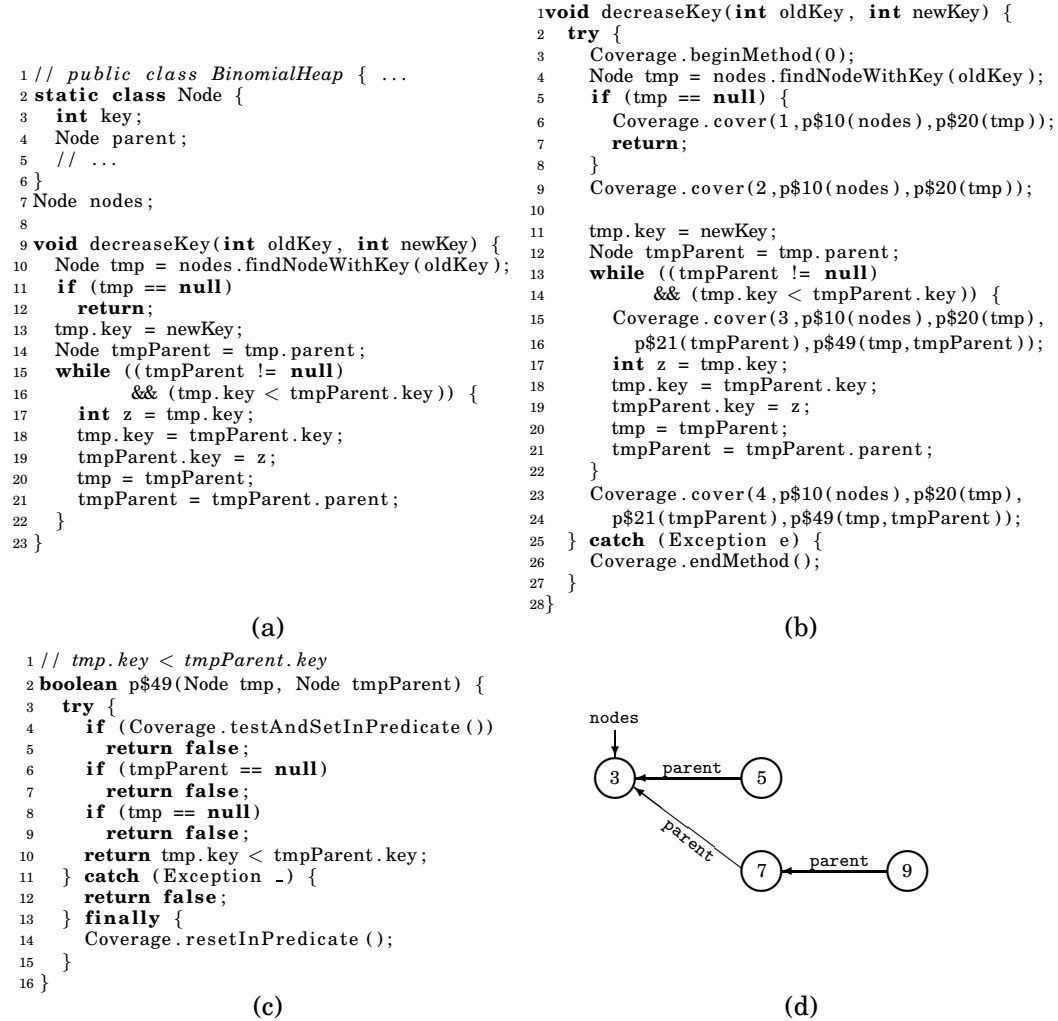 1 // public class BinomialHeap { ...
2 static class Node {
3   int key;
4   Node parent;
5   // ...
6 }
7 Node nodes;
8
9 void decreaseKey(int oldKey, int newKey) {
10   Node tmp = nodes.findNodeWithKey(oldKey);
11   if (tmp == null)
12     return;
13   tmp.key = newKey;
14   Node tmpParent = tmp.parent;
15   while ((tmpParent != null)
16          && (tmp.key < tmpParent.key)) {
17     int z = tmp.key;
18     tmp.key = tmpParent.key;
19     tmpParent.key = z;
20     tmp = tmpParent;
21     tmpParent = tmpParent.parent;
22   }
23 }
(a)
1void decreaseKey(int oldKey, int newKey) {
2   try {
3     Coverage.beginMethod(0);
4     Node tmp = nodes.findNodeWithKey(oldKey);
5     if (tmp == null) {
6       Coverage.cover(1,p$10(nodes),p$20(tmp));
7       return;
8     }
9     Coverage.cover(2,p$10(nodes),p$20(tmp));
10
11     tmp.key = newKey;
12     Node tmpParent = tmp.parent;
13     while ((tmpParent != null)
14            && (tmp.key < tmpParent.key)) {
15       Coverage.cover(3,p$10(nodes),p$20(tmp),
16         p$21(tmpParent),p$49(tmp,tmpParent));
17       int z = tmp.key;
18       tmp.key = tmpParent.key;
19       tmpParent.key = z;
20       tmp = tmpParent;
21       tmpParent = tmpParent.parent;
22     }
23     Coverage.cover(4,p$10(nodes),p$20(tmp),
24       p$21(tmpParent),p$49(tmp,tmpParent));
25   } catch (Exception e) {
26     Coverage.endMethod();
27   }
28}
(b)
1 // tmp.key < tmpParent.key
2 boolean p$49(Node tmp, Node tmpParent) {
3   try {
4     if (Coverage.testAndSetInPredicate())
5       return false;
6     if (tmpParent == null)
7       return false;
8     if (tmp == null)
9       return false;
10     return tmp.key < tmpParent.key;
11   } catch (Exception _) {
12     return false;
13   } finally {
14     Coverage.resetInPredicate();
15   }
16 }
(c)
nodes
3 parent 5
parent
7 parent 9
(d)